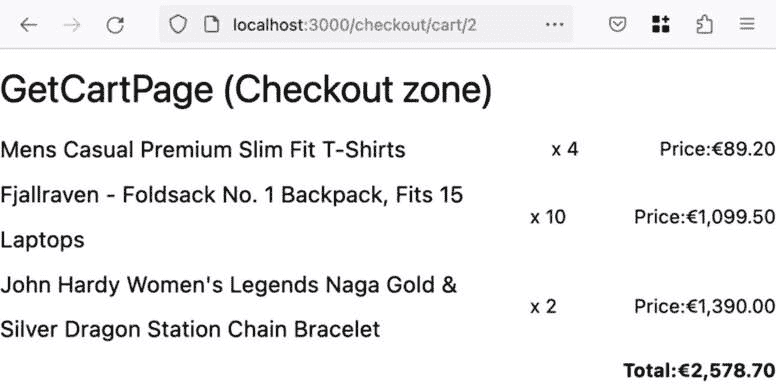 localhost:3000/checkout/cart/2
GetCartPage (Checkout zone)
Mens Casual Premium Slim Fit T-Shirts x 4 Price:€89.20
Fjallraven - Foldsack No. 1 Backpack, Fits 15
Laptops x 10 Price:€1,099.50
John Hardy Women's Legends Naga Gold &
Silver Dragon Station Chain Bracelet x 2 Price:€1,390.00
Total:€2,578.70